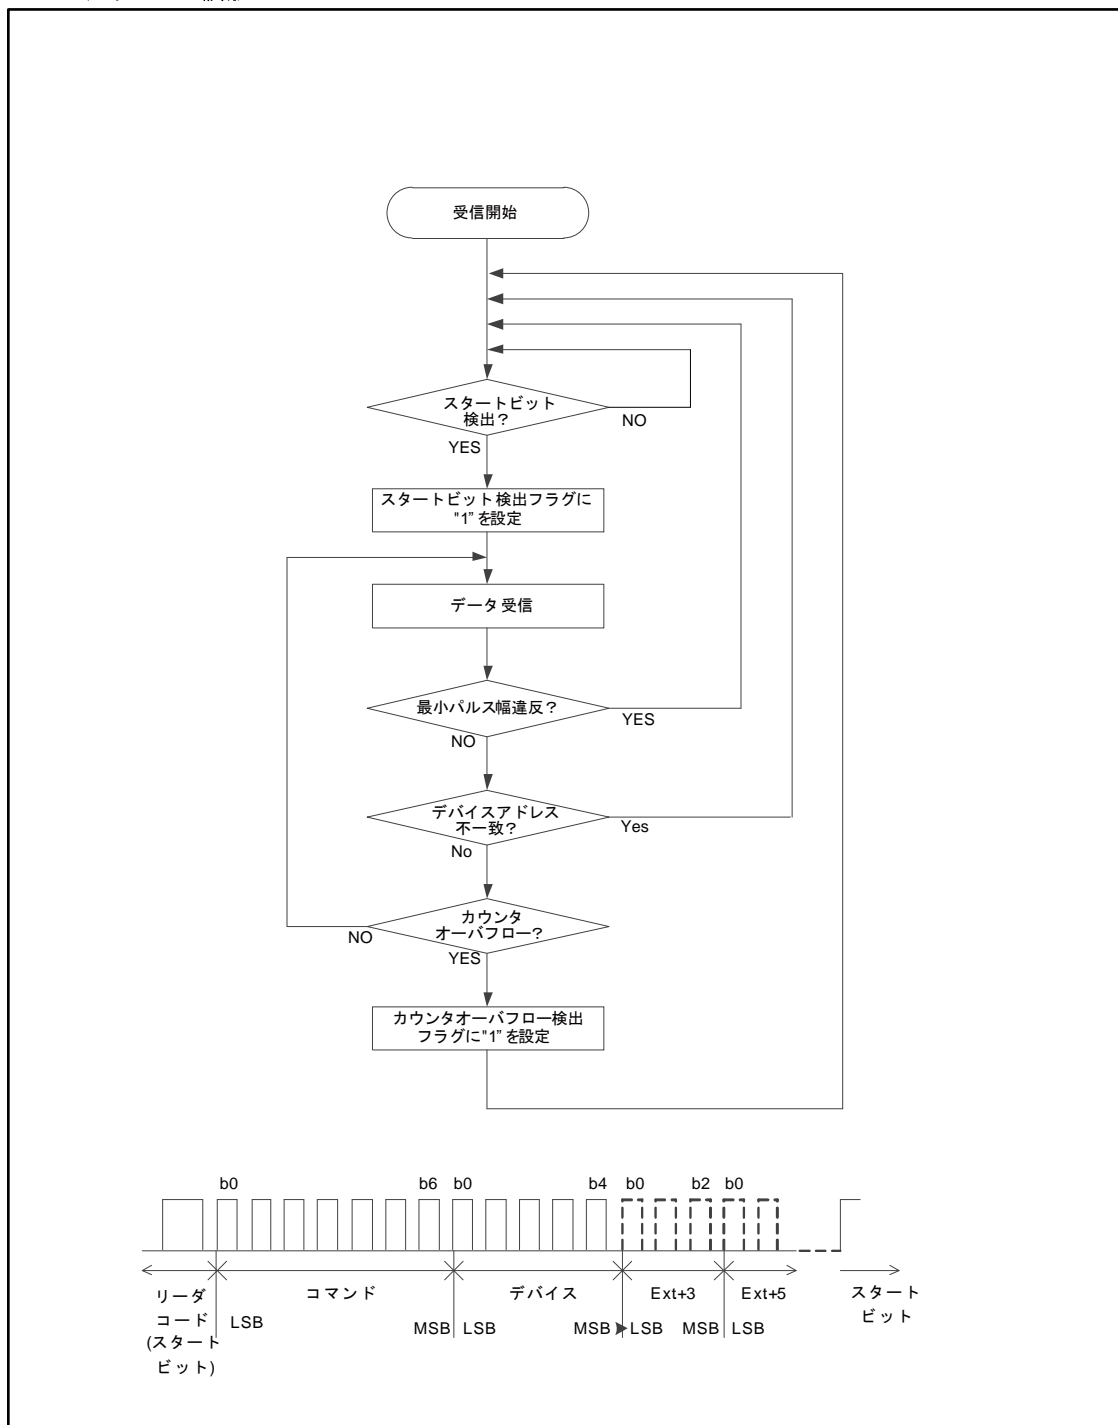 受信開始
スタートビット
検出？
NO
YES
スタートビット検出フラグに
"1"を設定
データ受信
最小パルス幅違反？
YES
NO
デバイスアドレス
不一致？
Yes
No
カウンタ
オーバフロー？
NO
YES
カウンタオーバフロー検出
フラグに"1"を設定
b0 b6 b0 b4 b0 b2 b0
リーダ
コード
(スタート
ビット)
コマンド
デバイス
Ext+3
Ext+5
スタート
ビット
LSB MSB LSB MSB LSB MSB LSB